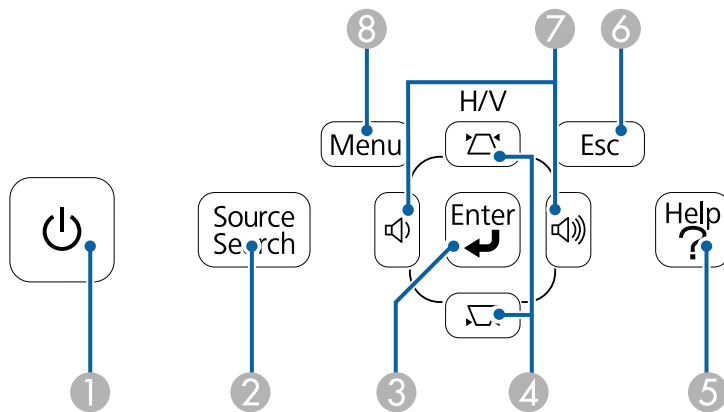 8 7 6
H/V
Menu Esc
Source Search
Enter
Help
?
1 2 3 4 5